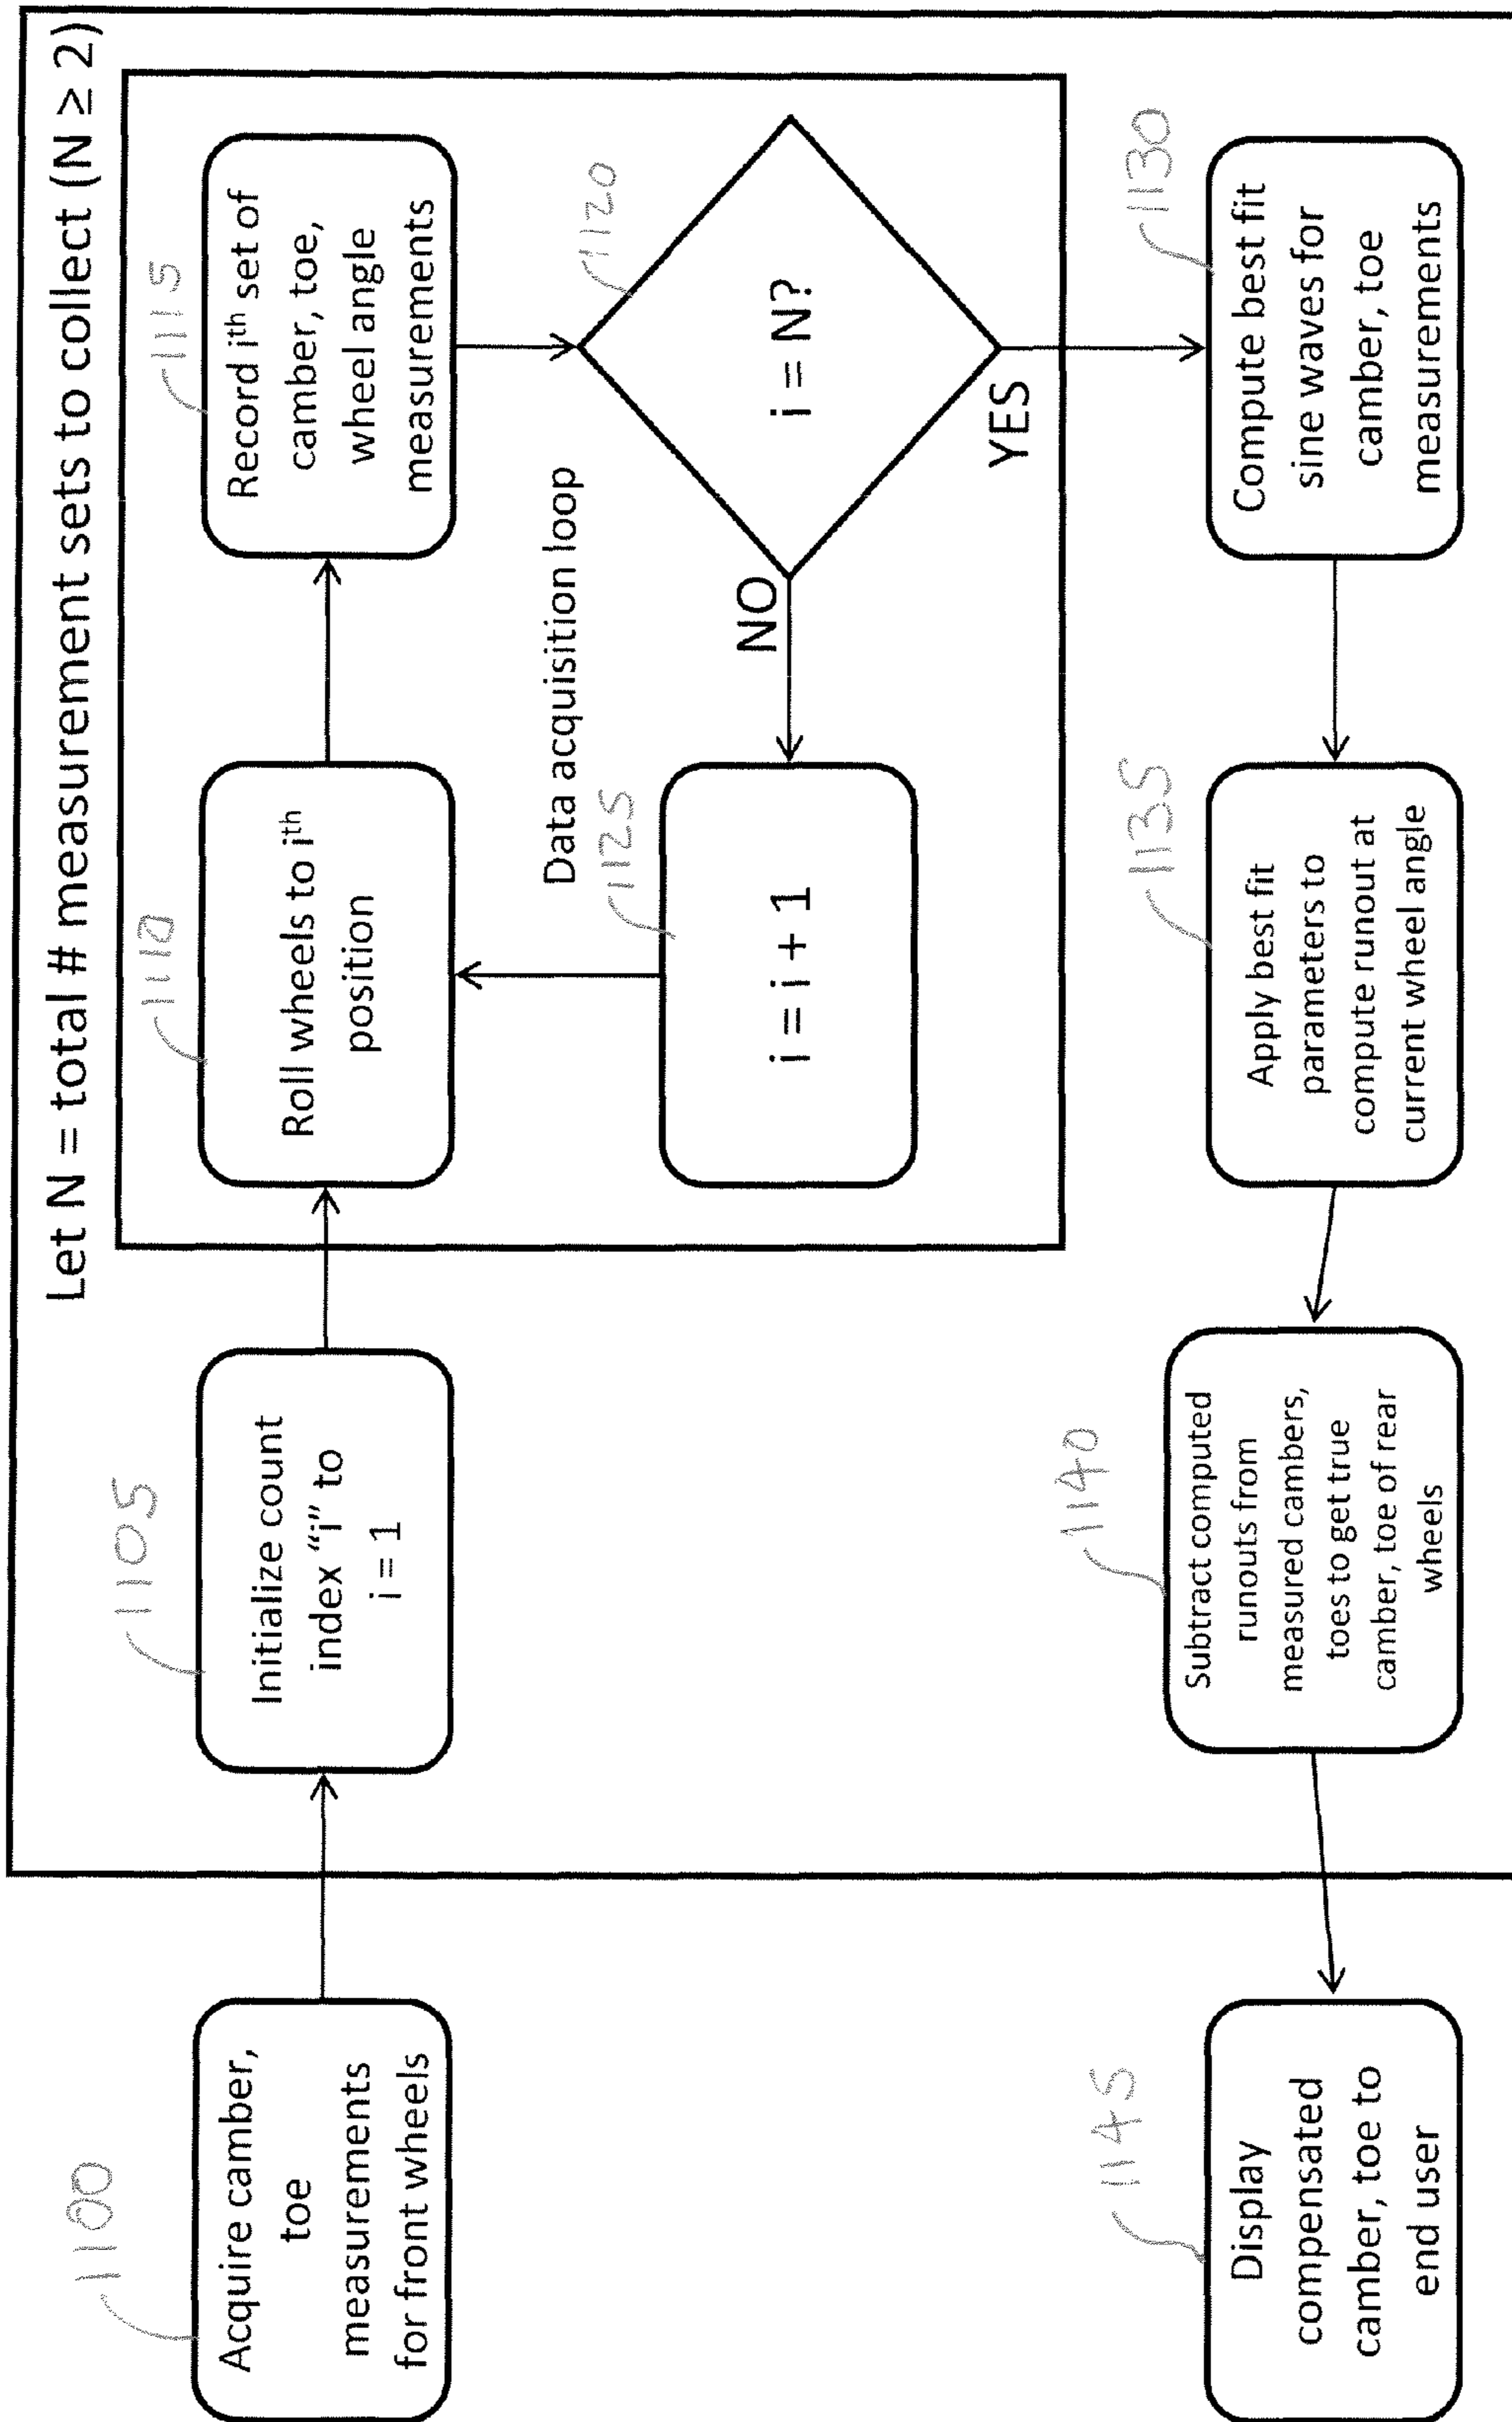 Let N = total # measurement sets to collect (N ≥ 2)
1100
Acquire camber,
toe
measurements
for front wheels
1105
Initialize count
index “i” to
i = 1
1110
Roll wheels to iᵗʰ
position
1115
Record iᵗʰ set of
camber, toe,
wheel angle
measurements
Data acquisition loop
1120
i = N?
NO
YES
1125
i = i + 1
1130
Compute best fit
sine waves for
camber, toe
measurements
1135
Apply best fit
parameters to
compute runout at
current wheel angle
1140
Subtract computed
runouts from
measured cambers,
toes to get true
camber, toe of rear
wheels
1145
Display
compensated
camber, toe to
end user